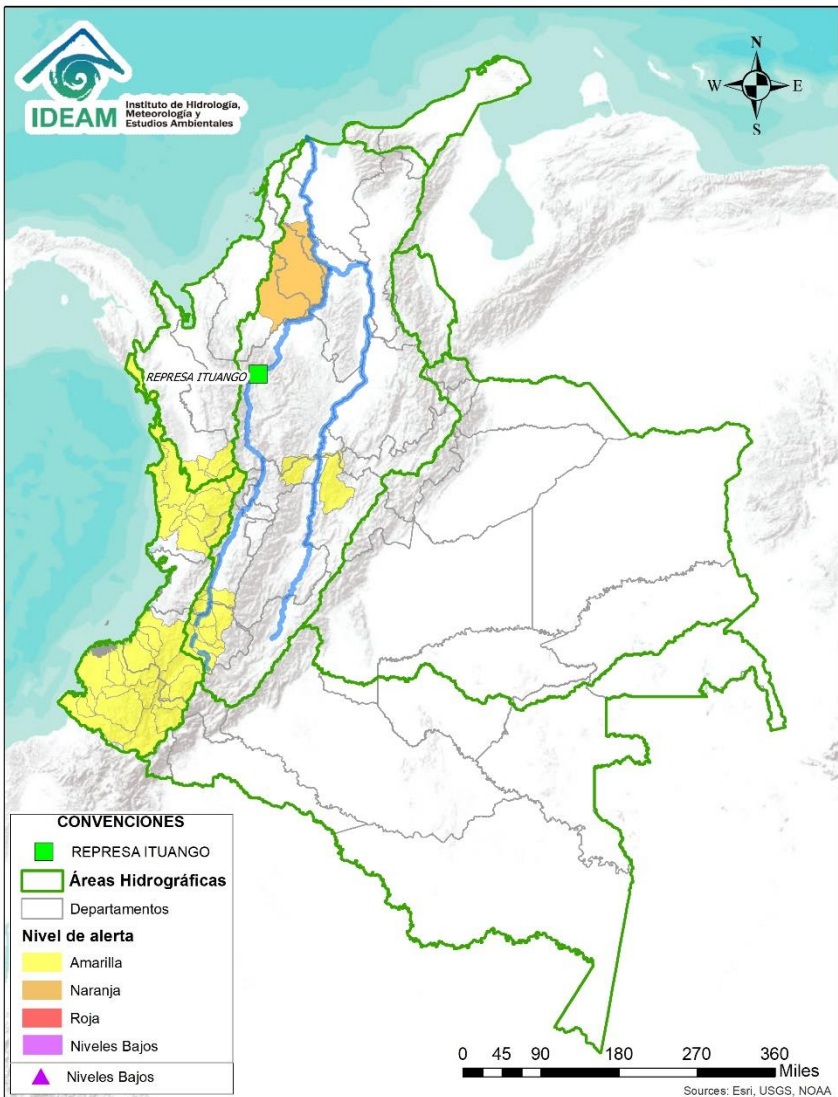 IDEAM
Instituto de Hidrología,
Meteorología y
Estudios Ambientales
N
W
E
S
REPRESA ITUANGO
CONVENCIONES
REPRESA ITUANGO
Áreas Hidrográficas
Departamentos
Nivel de alerta
Amarilla
Naranja
Roja
Niveles Bajos
Niveles Bajos
0 45 90 180 270 360
Miles
Sources: Esri, USGS, NOAA